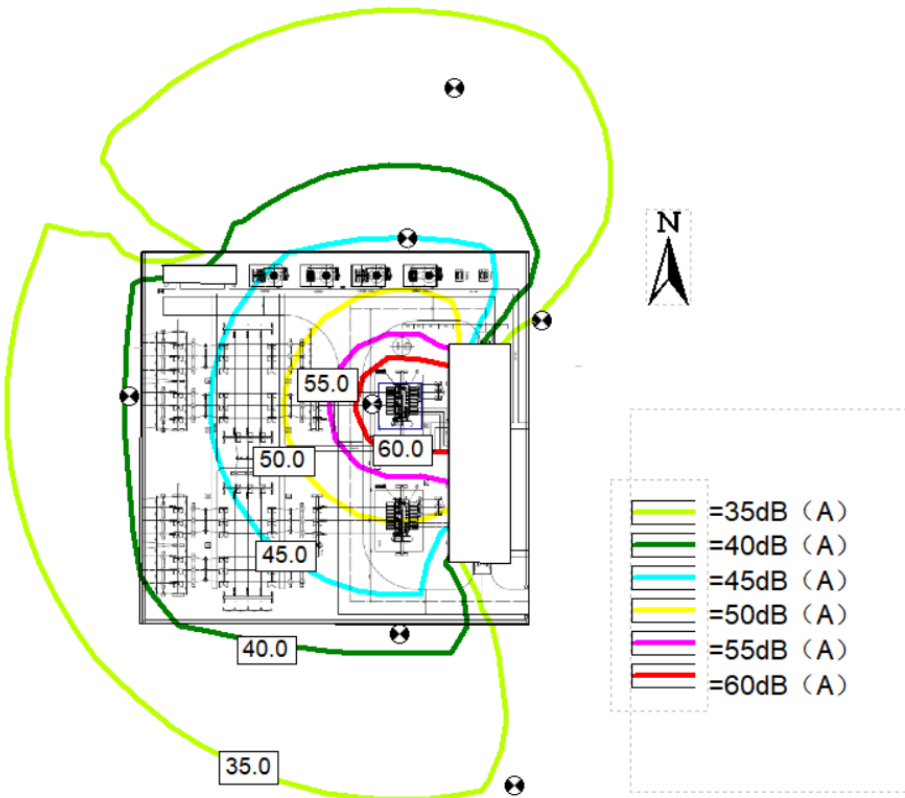 N
55.0
60.0
50.0
45.0
40.0
35.0
=35dB（A）
=40dB（A）
=45dB（A）
=50dB（A）
=55dB（A）
=60dB（A）